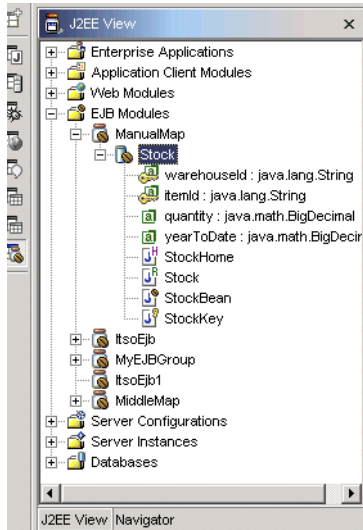 J2EE View
Enterprise Applications
Application Client Modules
Web Modules
EJB Modules
ManualMap
Stock
warehouseId : java.lang.String
itemId : java.lang.String
quantity : java.math.BigDecimal
yearToDate : java.math.BigDecir
StockHome
Stock
StockBean
StockKey
ItsoEjb
MyEJBGroup
ItsoEjb1
MiddleMap
Server Configurations
Server Instances
Databases
J2EE View Navigator